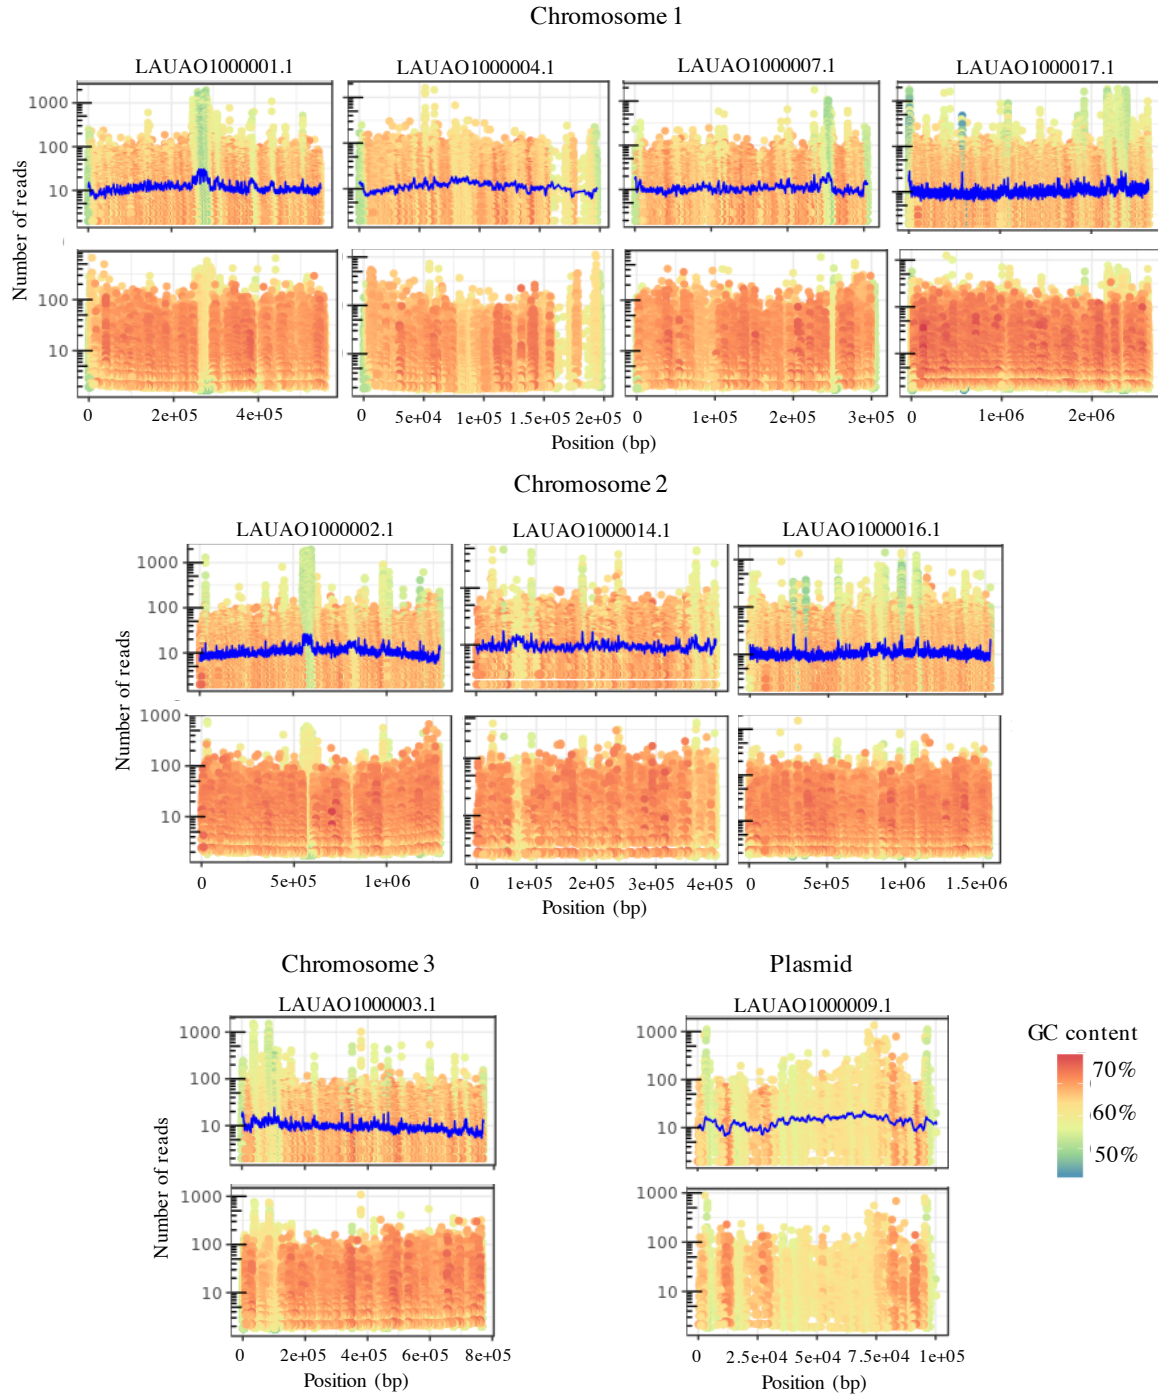 Chromosome 1
LAUAO1000001.1 LAUAO1000004.1 LAUAO1000007.1 LAUAO1000017.1
1000
100
10
Number of reads
100
10
0 2e+05 4e+05 0 5e+04 1e+05 1.5e+05 2e+05 0 1e+05 2e+05 3e+05 0 1e+06 2e+06
Position (bp)
Chromosome 2
LAUAO1000002.1 LAUAO1000014.1 LAUAO1000016.1
1000
100
10
Number of reads
1000
100
10
0 5e+05 1e+06 0 1e+05 2e+05 3e+05 4e+05 0 5e+05 1e+06 1.5e+06
Position (bp)
Chromosome 3 Plasmid
LAUAO1000003.1 LAUAO1000009.1
1000 1000
100 100
10 10
Number of reads
1000 1000
100 100
10 10
0 2e+05 4e+05 6e+05 8e+05 0 2.5e+04 5e+04 7.5e+04 1e+05
Position (bp) Position (bp)
GC content
70%
60%
50%